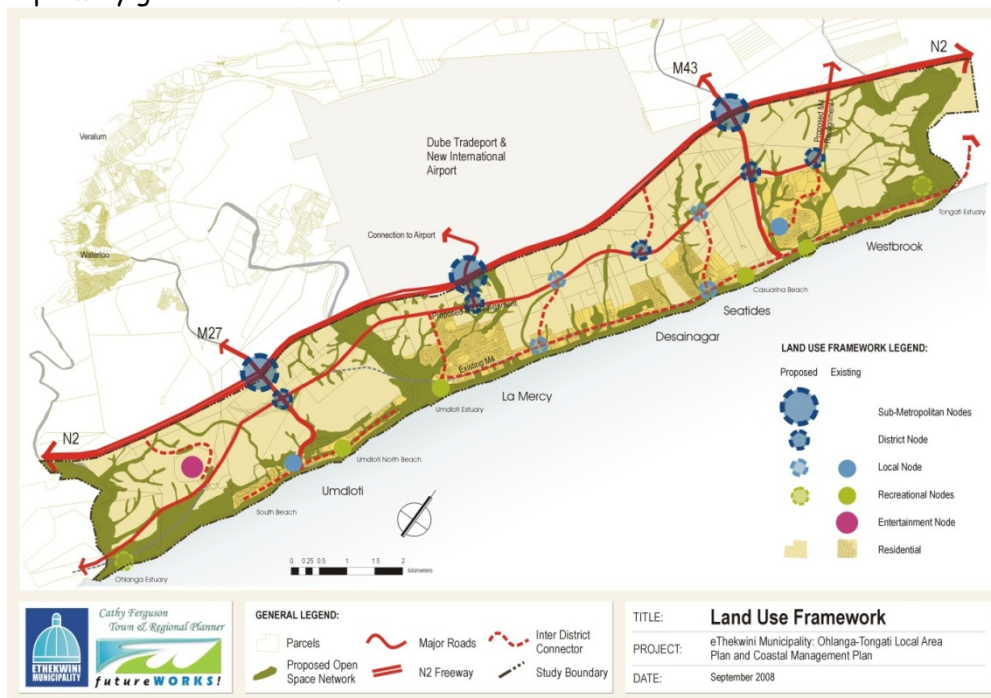 N2
M43
Proposed M4
Dube Tradeport &
New International
Airport
Veralum
Connection to Airport
Tongati Estuary
Westbrook
Waterloo
Casuarina Beach
Seatides
Desainagar
M27
Existing M4
La Mercy
Umdloti Estuary
N2
Umdloti North Beach
Umdloti
South Beach
Ohlanga Estuary
0 0.25 0.5 1 1.5 2
kilometers
LAND USE FRAMEWORK LEGEND:
Proposed Existing
Sub-Metropolitan Nodes
District Node
Local Node
Recreational Nodes
Entertainment Node
Residential
ETHEKWINI
MUNICIPALITY
Cathy Ferguson
Town & Regional Planner
futureWORKS!
GENERAL LEGEND:
Parcels
Proposed Open
Space Network
Major Roads
N2 Freeway
Inter District
Connector
Study Boundary
TITLE: Land Use Framework
PROJECT: eThekwini Municipality: Ohlanga-Tongati Local Area
Plan and Coastal Management Plan
DATE: September 2008